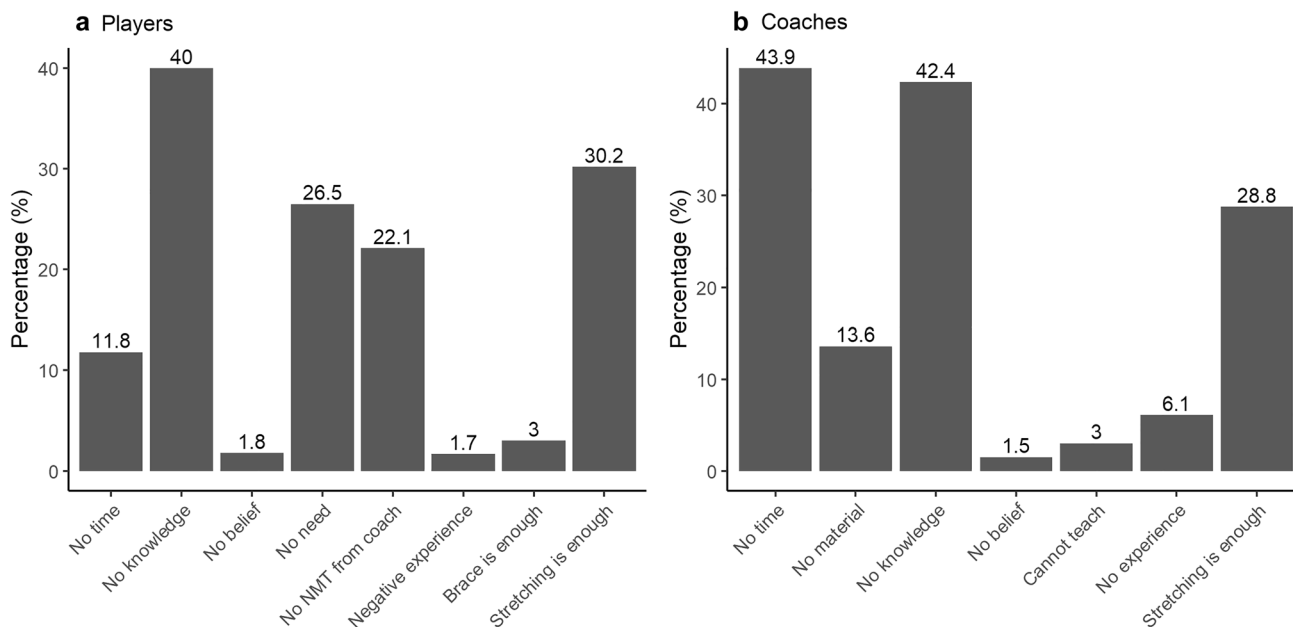 a Players
Percentage (%)
40
30
20
10
0
11.8
40
1.8
26.5
22.1
1.7
3
30.2
No time
No knowledge
No belief
No need
No NMT from coach
Negative experience
Brace is enough
Stretching is enough
b Coaches
Percentage (%)
40
30
20
10
0
43.9
13.6
42.4
1.5
3
6.1
28.8
No time
No material
No knowledge
No belief
Cannot teach
No experience
Stretching is enough